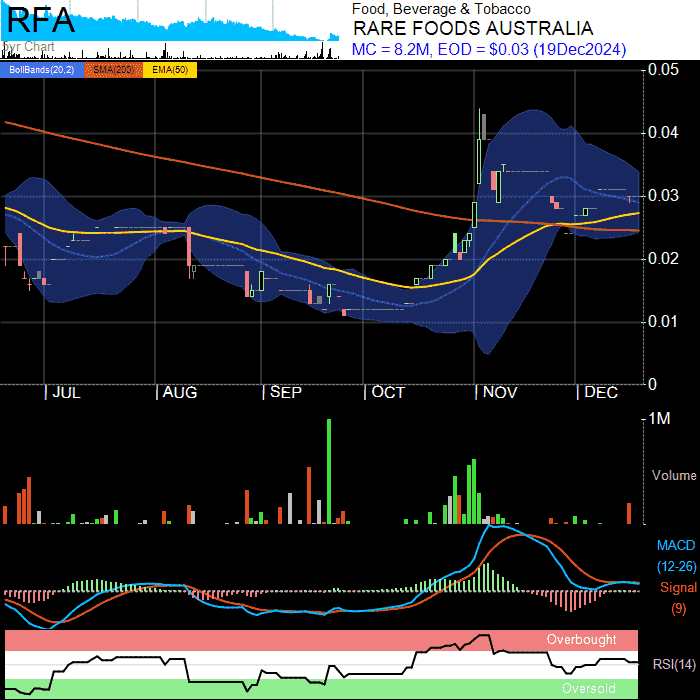 RFA
5yr Chart
Food, Beverage & Tobacco
RARE FOODS AUSTRALIA
MC = 8.2M, EOD = $0.03 (19Dec2024)
BollBands(20,2) SMA(200) EMA(50)
0.05
0.04
0.03
0.02
0.01
0
JUL AUG SEP OCT NOV DEC
1M
Volume
MACD
(12-26)
Signal
(9)
Overbought
RSI(14)
Oversold